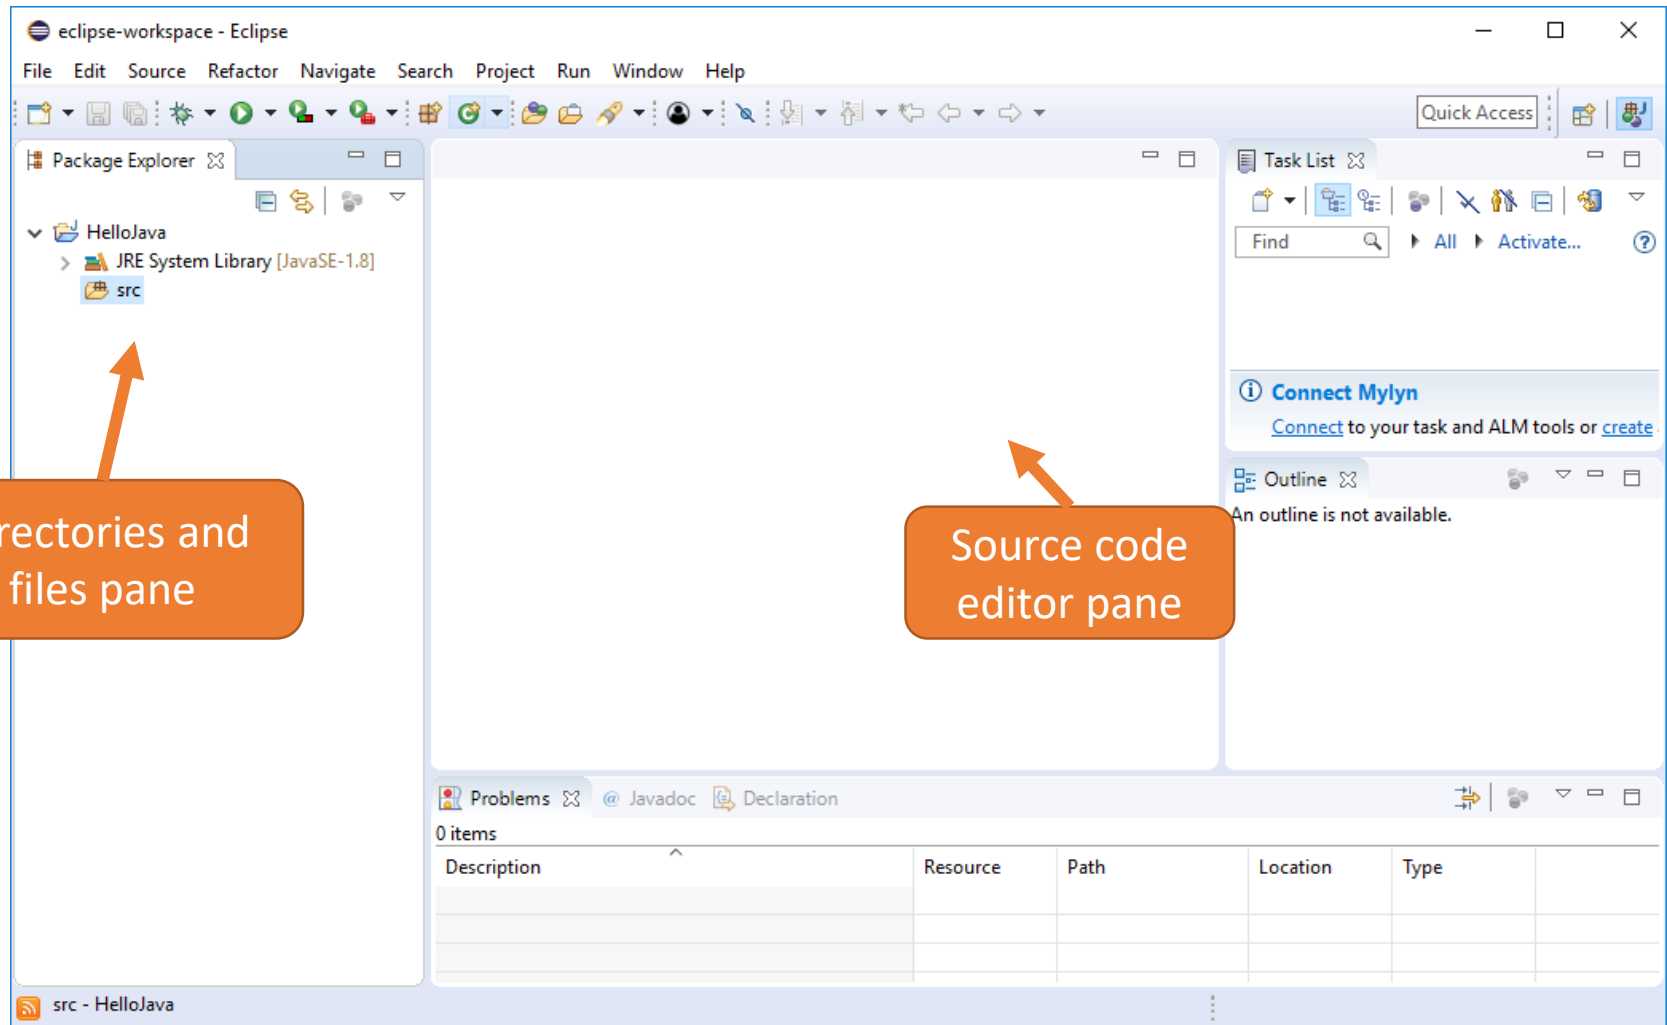 eclipse-workspace - Eclipse
File Edit Source Refactor Navigate Search Project Run Window Help
Quick Access
Package Explorer
Task List
HelloJava
JRE System Library [JavaSE-1.8]
src
Find All Activate...
Connect Mylyn
Connect to your task and ALM tools or create
Outline
An outline is not available.
rectories and
files pane
Source code
editor pane
Problems @ Javadoc Declaration
0 items
Description Resource Path Location Type
src - HelloJava